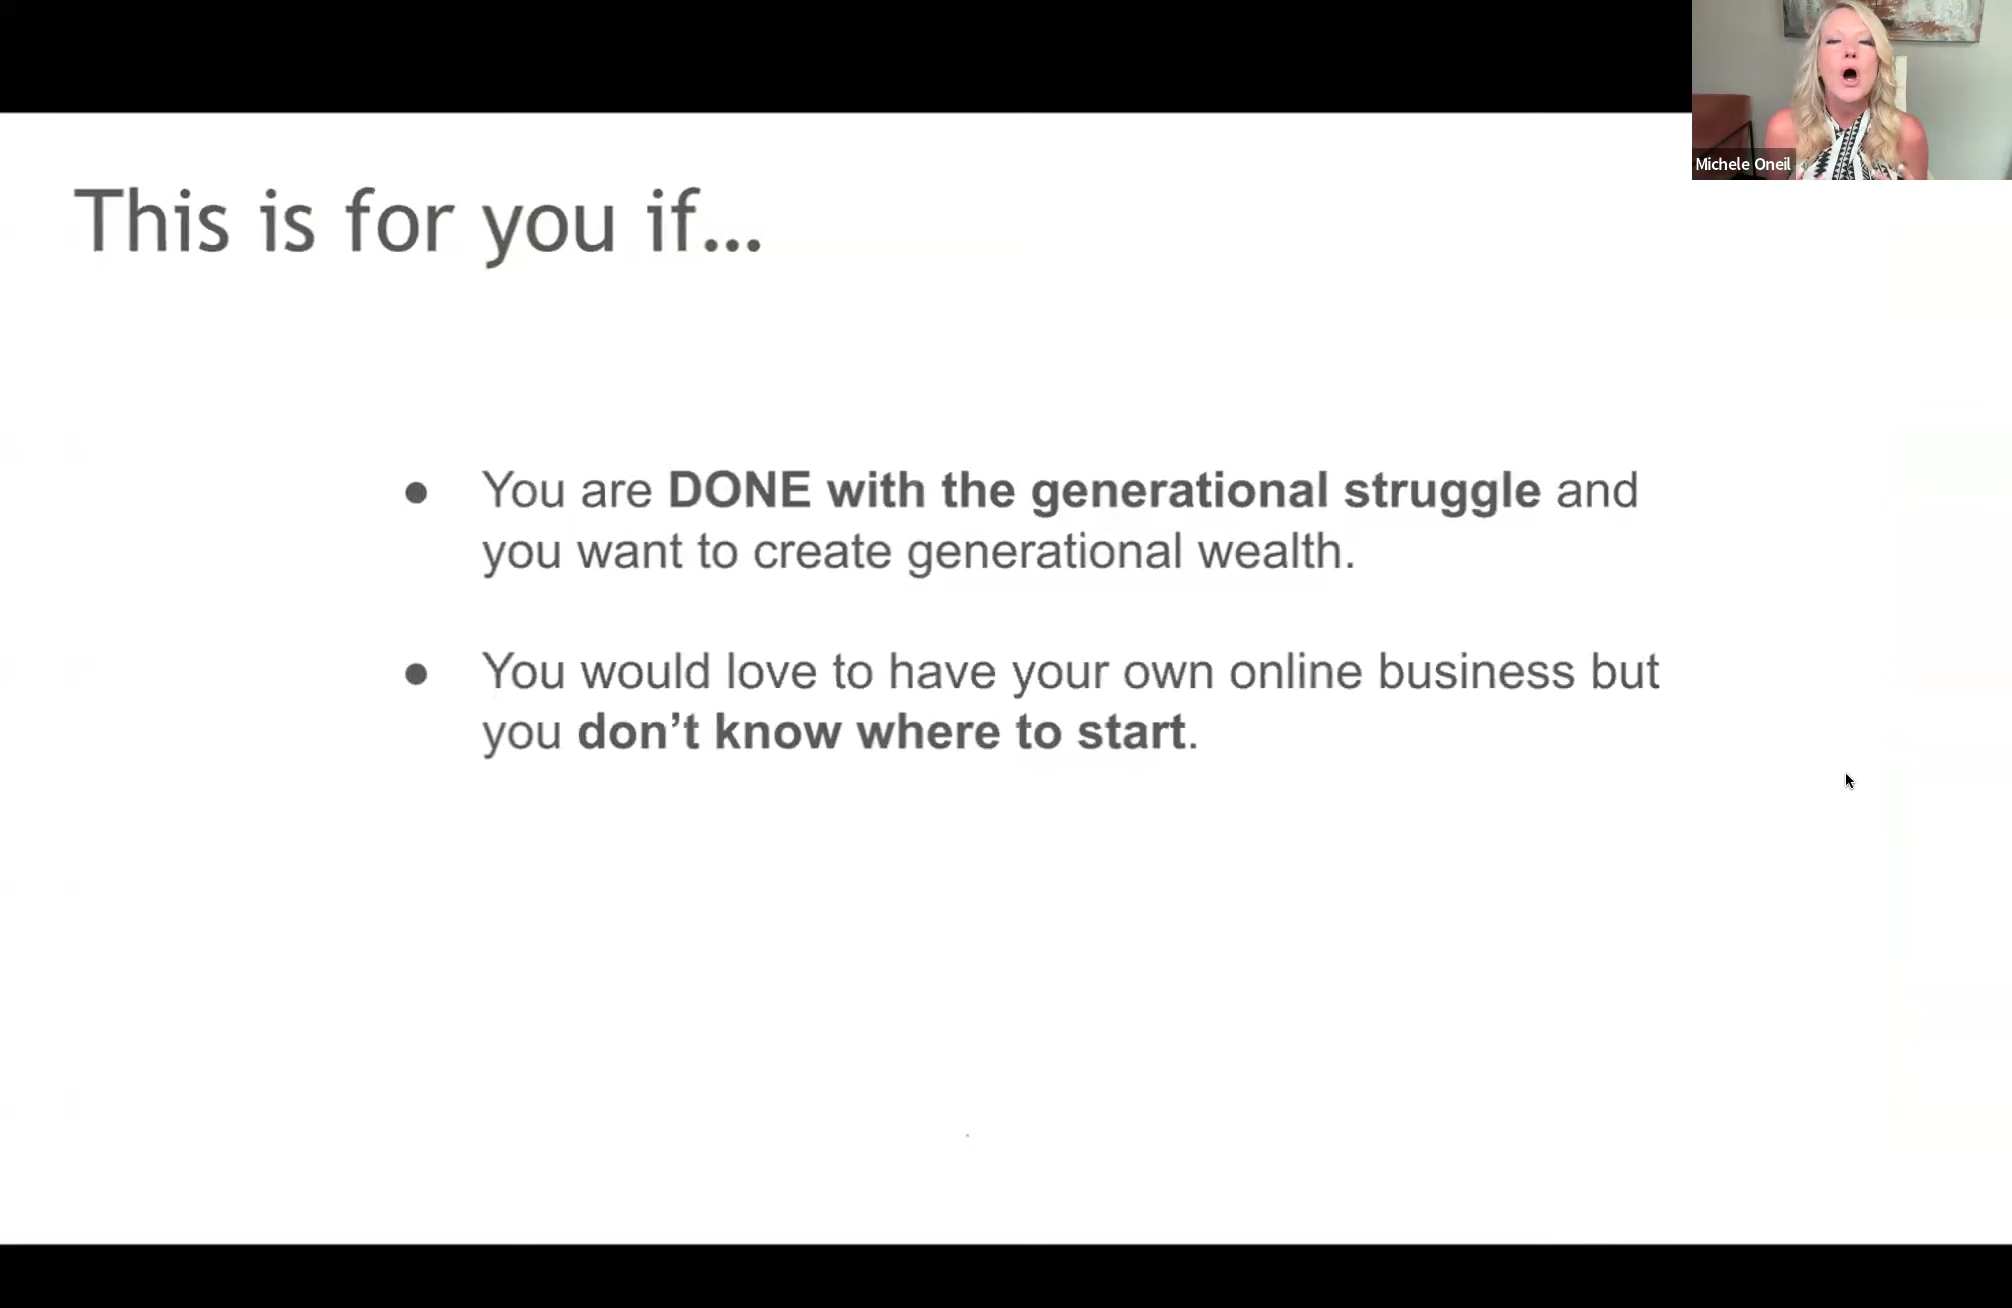 Michele Oneil
This is for you if...
● You are DONE with the generational struggle and
you want to create generational wealth.
● You would love to have your own online business but
you don’t know where to start.